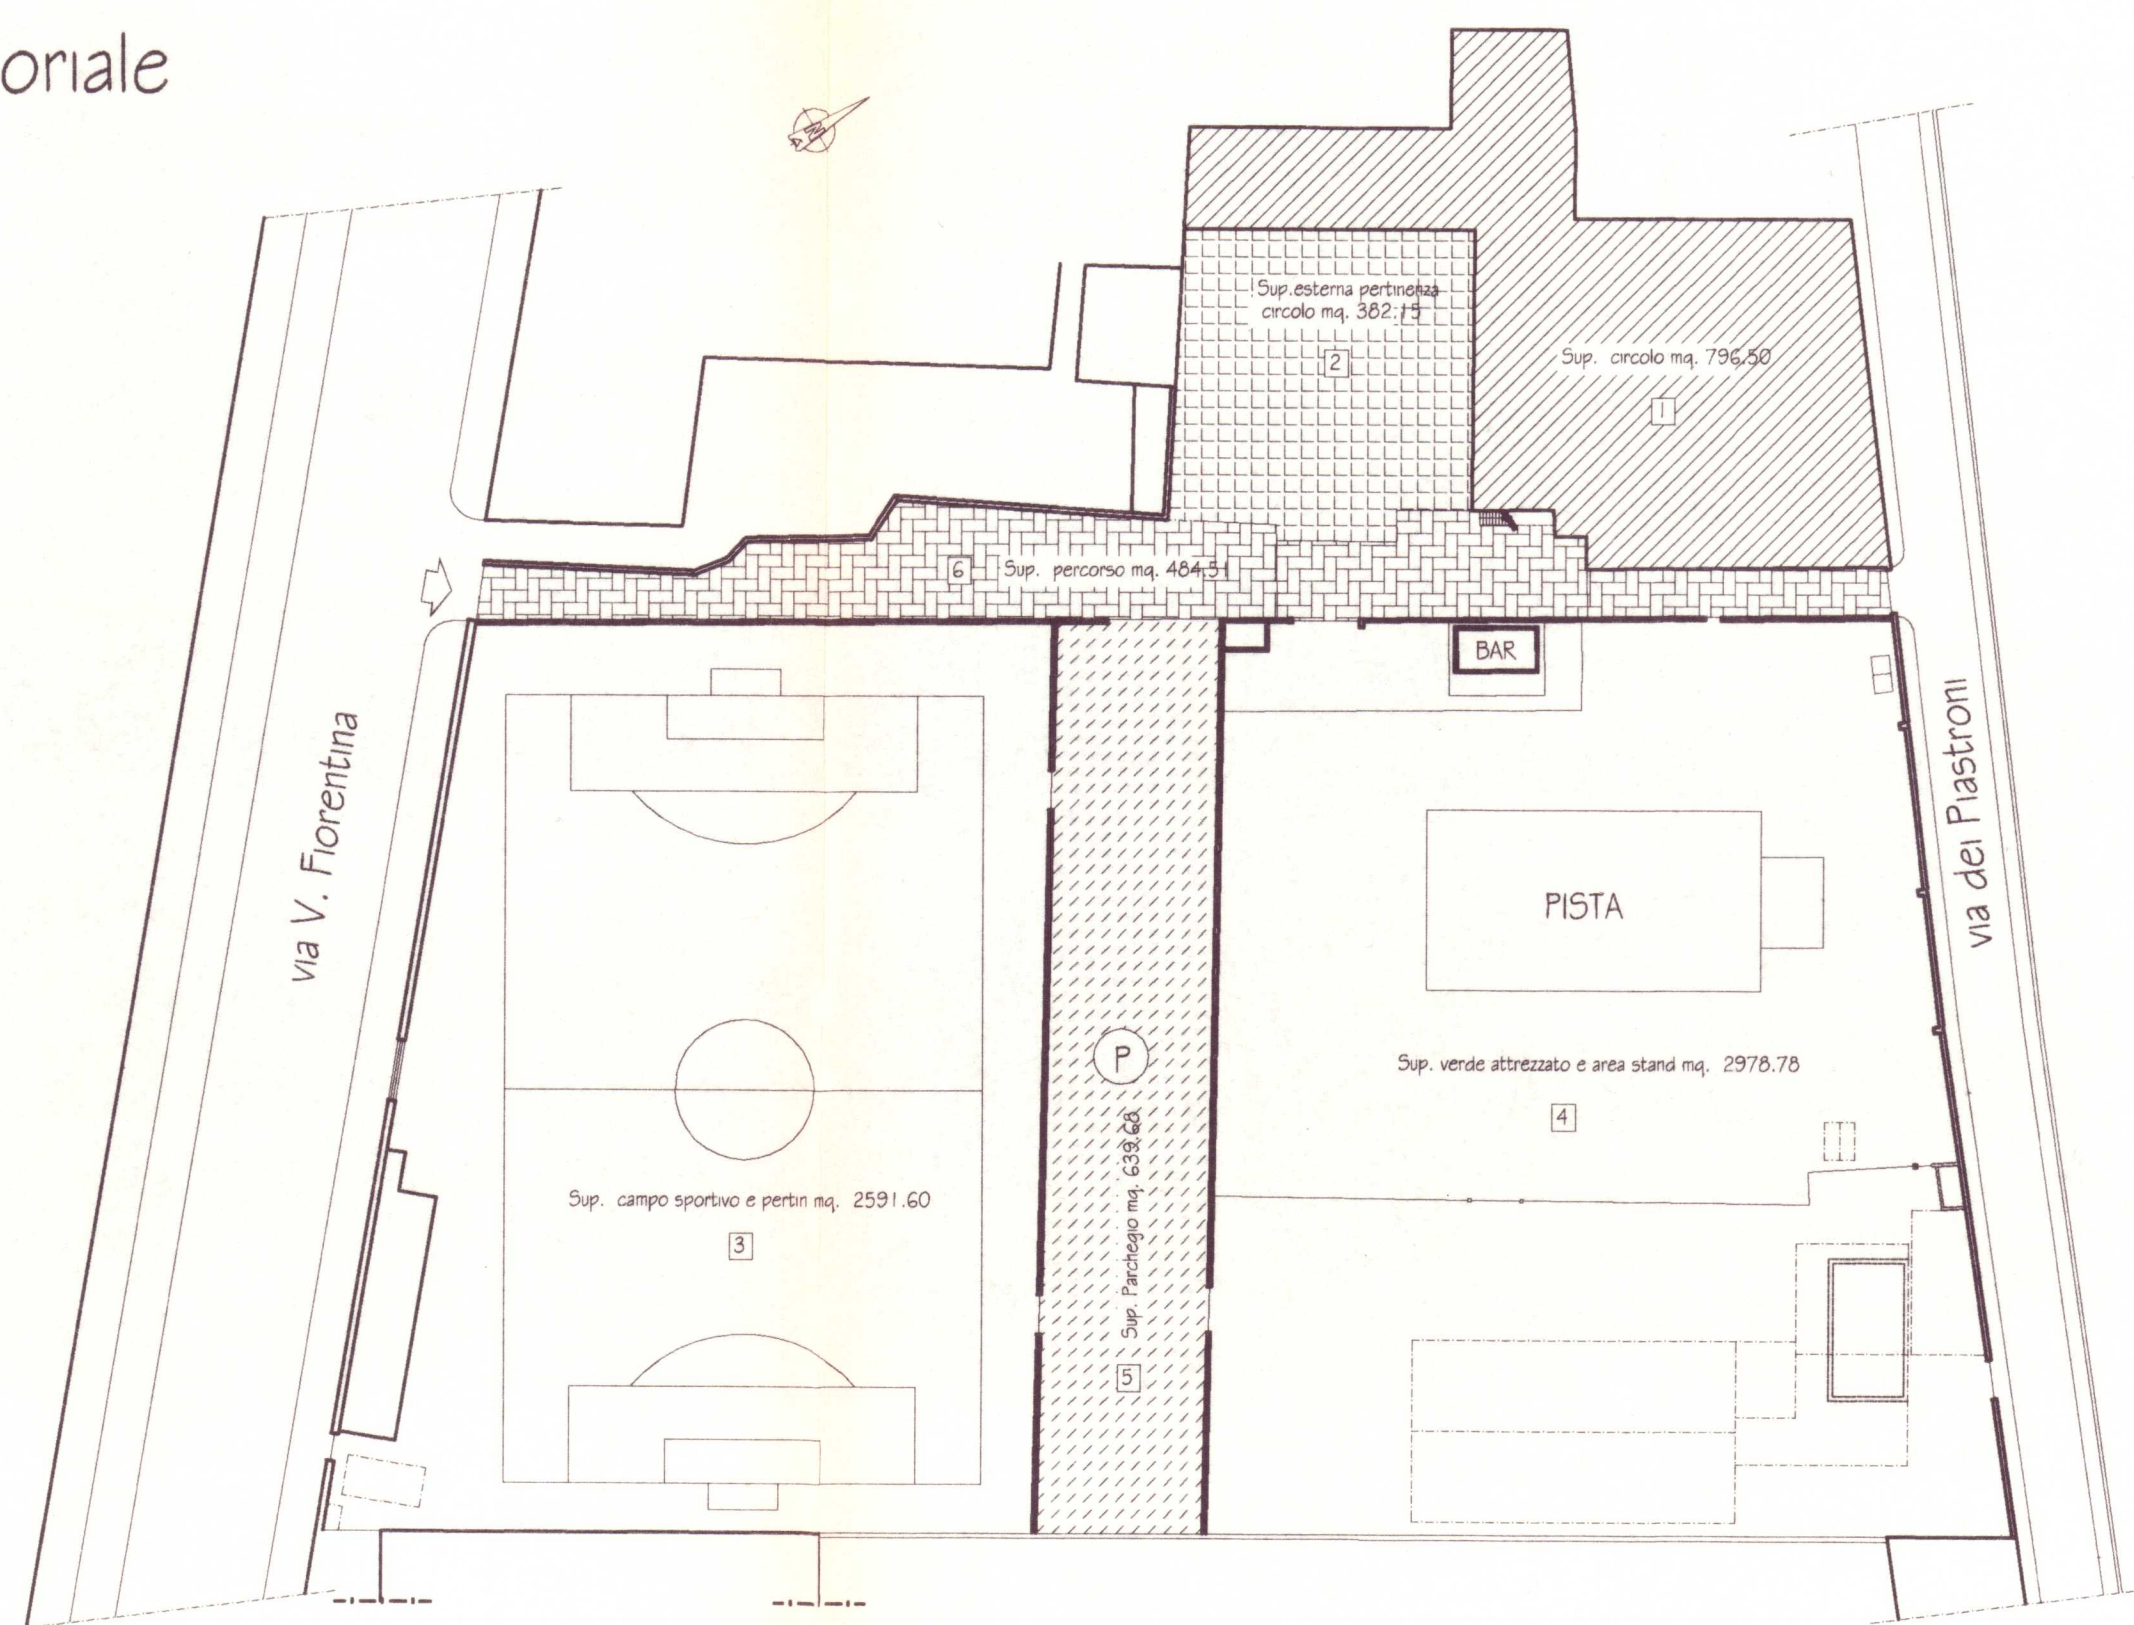 oriale
Sup.esterna pertinenza
circolo mq. 382.15
2
Sup. circolo mq. 796.50
1
6 Sup. percorso mq. 484.51
BAR
via V. Fiorentina
via dei Piastroni
PISTA
P
Sup. verde attrezzato e area stand mq. 2978.78
4
Sup. campo sportivo e pertin mq. 2591.60
3
Sup. Parchegio mq. 639.68
5